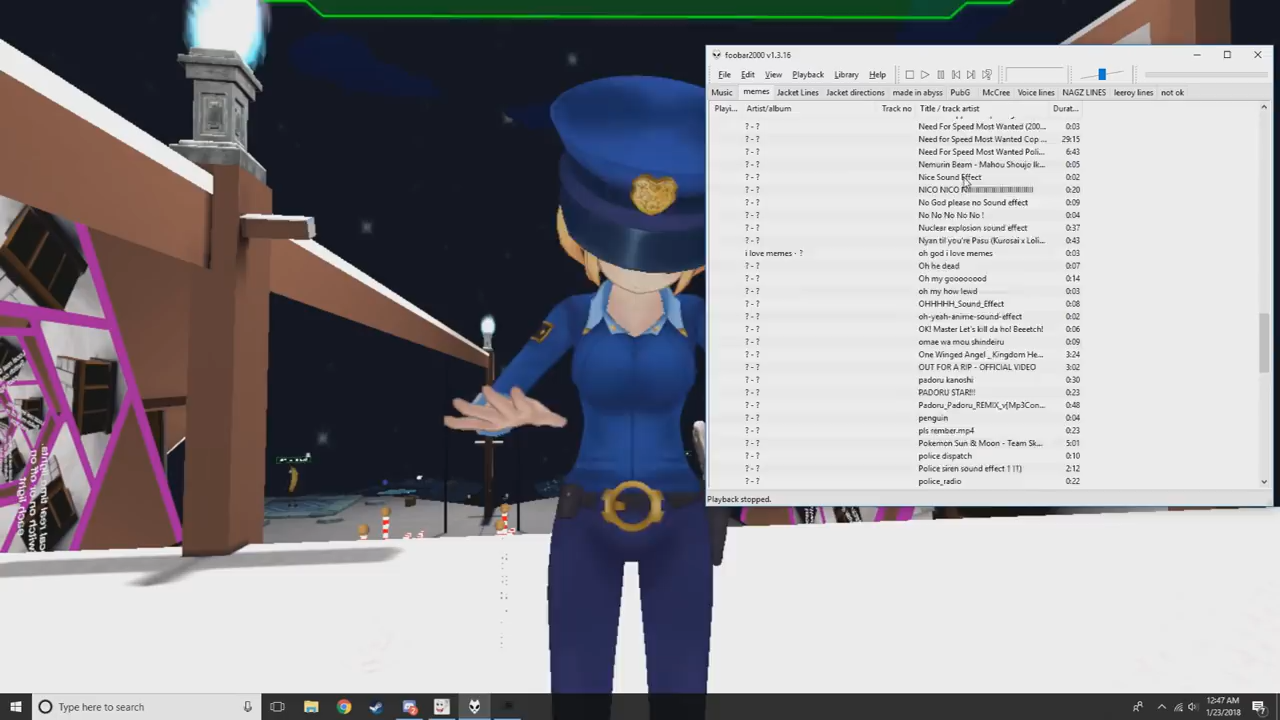 foobar2000 v1.3.16
File Edit View Playback Library Help
Music memes Jacket Lines Jacket directions made in abyss PubG McCree Voice lines NAGZ LINES leeroy lines not ok
Playi... Artist/album Track no Title / track artist Durat...
? - ? Need For Speed Most Wanted (200... 0:03
? - ? Need for Speed Most Wanted Cop ... 29:15
? - ? Need For Speed Most Wanted Poli... 6:43
? - ? Nemurin Beam - Mahou Shoujo Ik... 0:05
? - ? Nice Sound Effect 0:02
? - ? NICO NICO 0:20
? - ? No God please no Sound effect 0:09
? - ? No No No No No ! 0:04
? - ? Nuclear explosion sound effect 0:37
? - ? Nyan til you're Pasu (Kurosai x Loli... 0:43
i love memes - ? oh god i love memes 0:03
? - ? Oh he dead 0:07
? - ? Oh my goooooood 0:14
? - ? oh my how lewd 0:03
? - ? OHHHHH_Sound_Effect 0:08
? - ? oh-yeah-anime-sound-effect 0:02
? - ? OK! Master Let's kill da ho! Beeetch! 0:06
? - ? omae wa mou shindeiru 0:09
? - ? One Winged Angel _ Kingdom He... 3:24
? - ? OUT FOR A RIP - OFFICIAL VIDEO 3:02
? - ? padoru kanoshi 0:30
? - ? PADORU STAR!!! 0:23
? - ? Padoru_Padoru_REMIX_v[Mp3Con... 0:48
? - ? penguin 0:04
? - ? pls rember.mp4 0:23
? - ? Pokemon Sun & Moon - Team Sk... 5:01
? - ? police dispatch 0:10
? - ? Police siren sound effect 1 (1) 2:12
? - ? police_radio 0:22
Playback stopped.
Type here to search
12:47 AM
1/23/2018